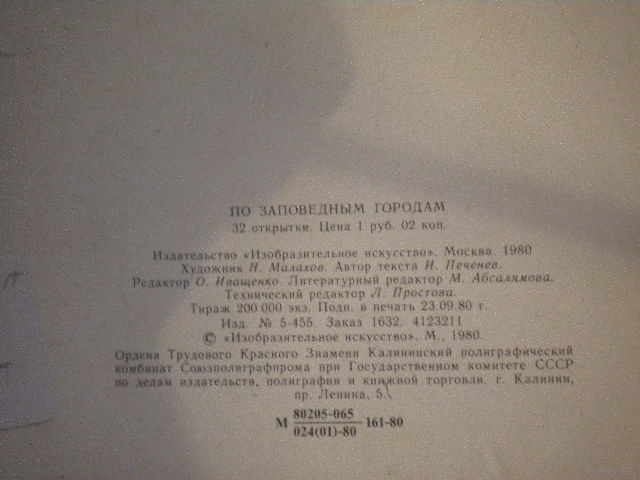 ПО ЗАПОВЕДНЫМ ГОРОДАМ
32 открытки. Цена 1 руб. 02 коп.
Издательство «Изобразительное искусство». Москва. 1980
Художник Н. Малахов. Автор текста И. Печенев.
Редактор О. Иващенко. Литературный редактор М. Абсалямова.
Технический редактор Л. Простова.
Тираж 200 000 экз. Подп. в печать 23.09.80 г.
Изд. № 5-455. Заказ 1632. 4123211
© «Изобразительное искусство». М., 1980.
Ордена Трудового Красного Знамени Калининский полиграфический
комбинат Союзполиграфпрома при Государственном комитете СССР
по делам издательств, полиграфии и книжной торговли. г. Калинин,
пр. Ленина, 5.
М 80205-065 161-80
024(01)-80